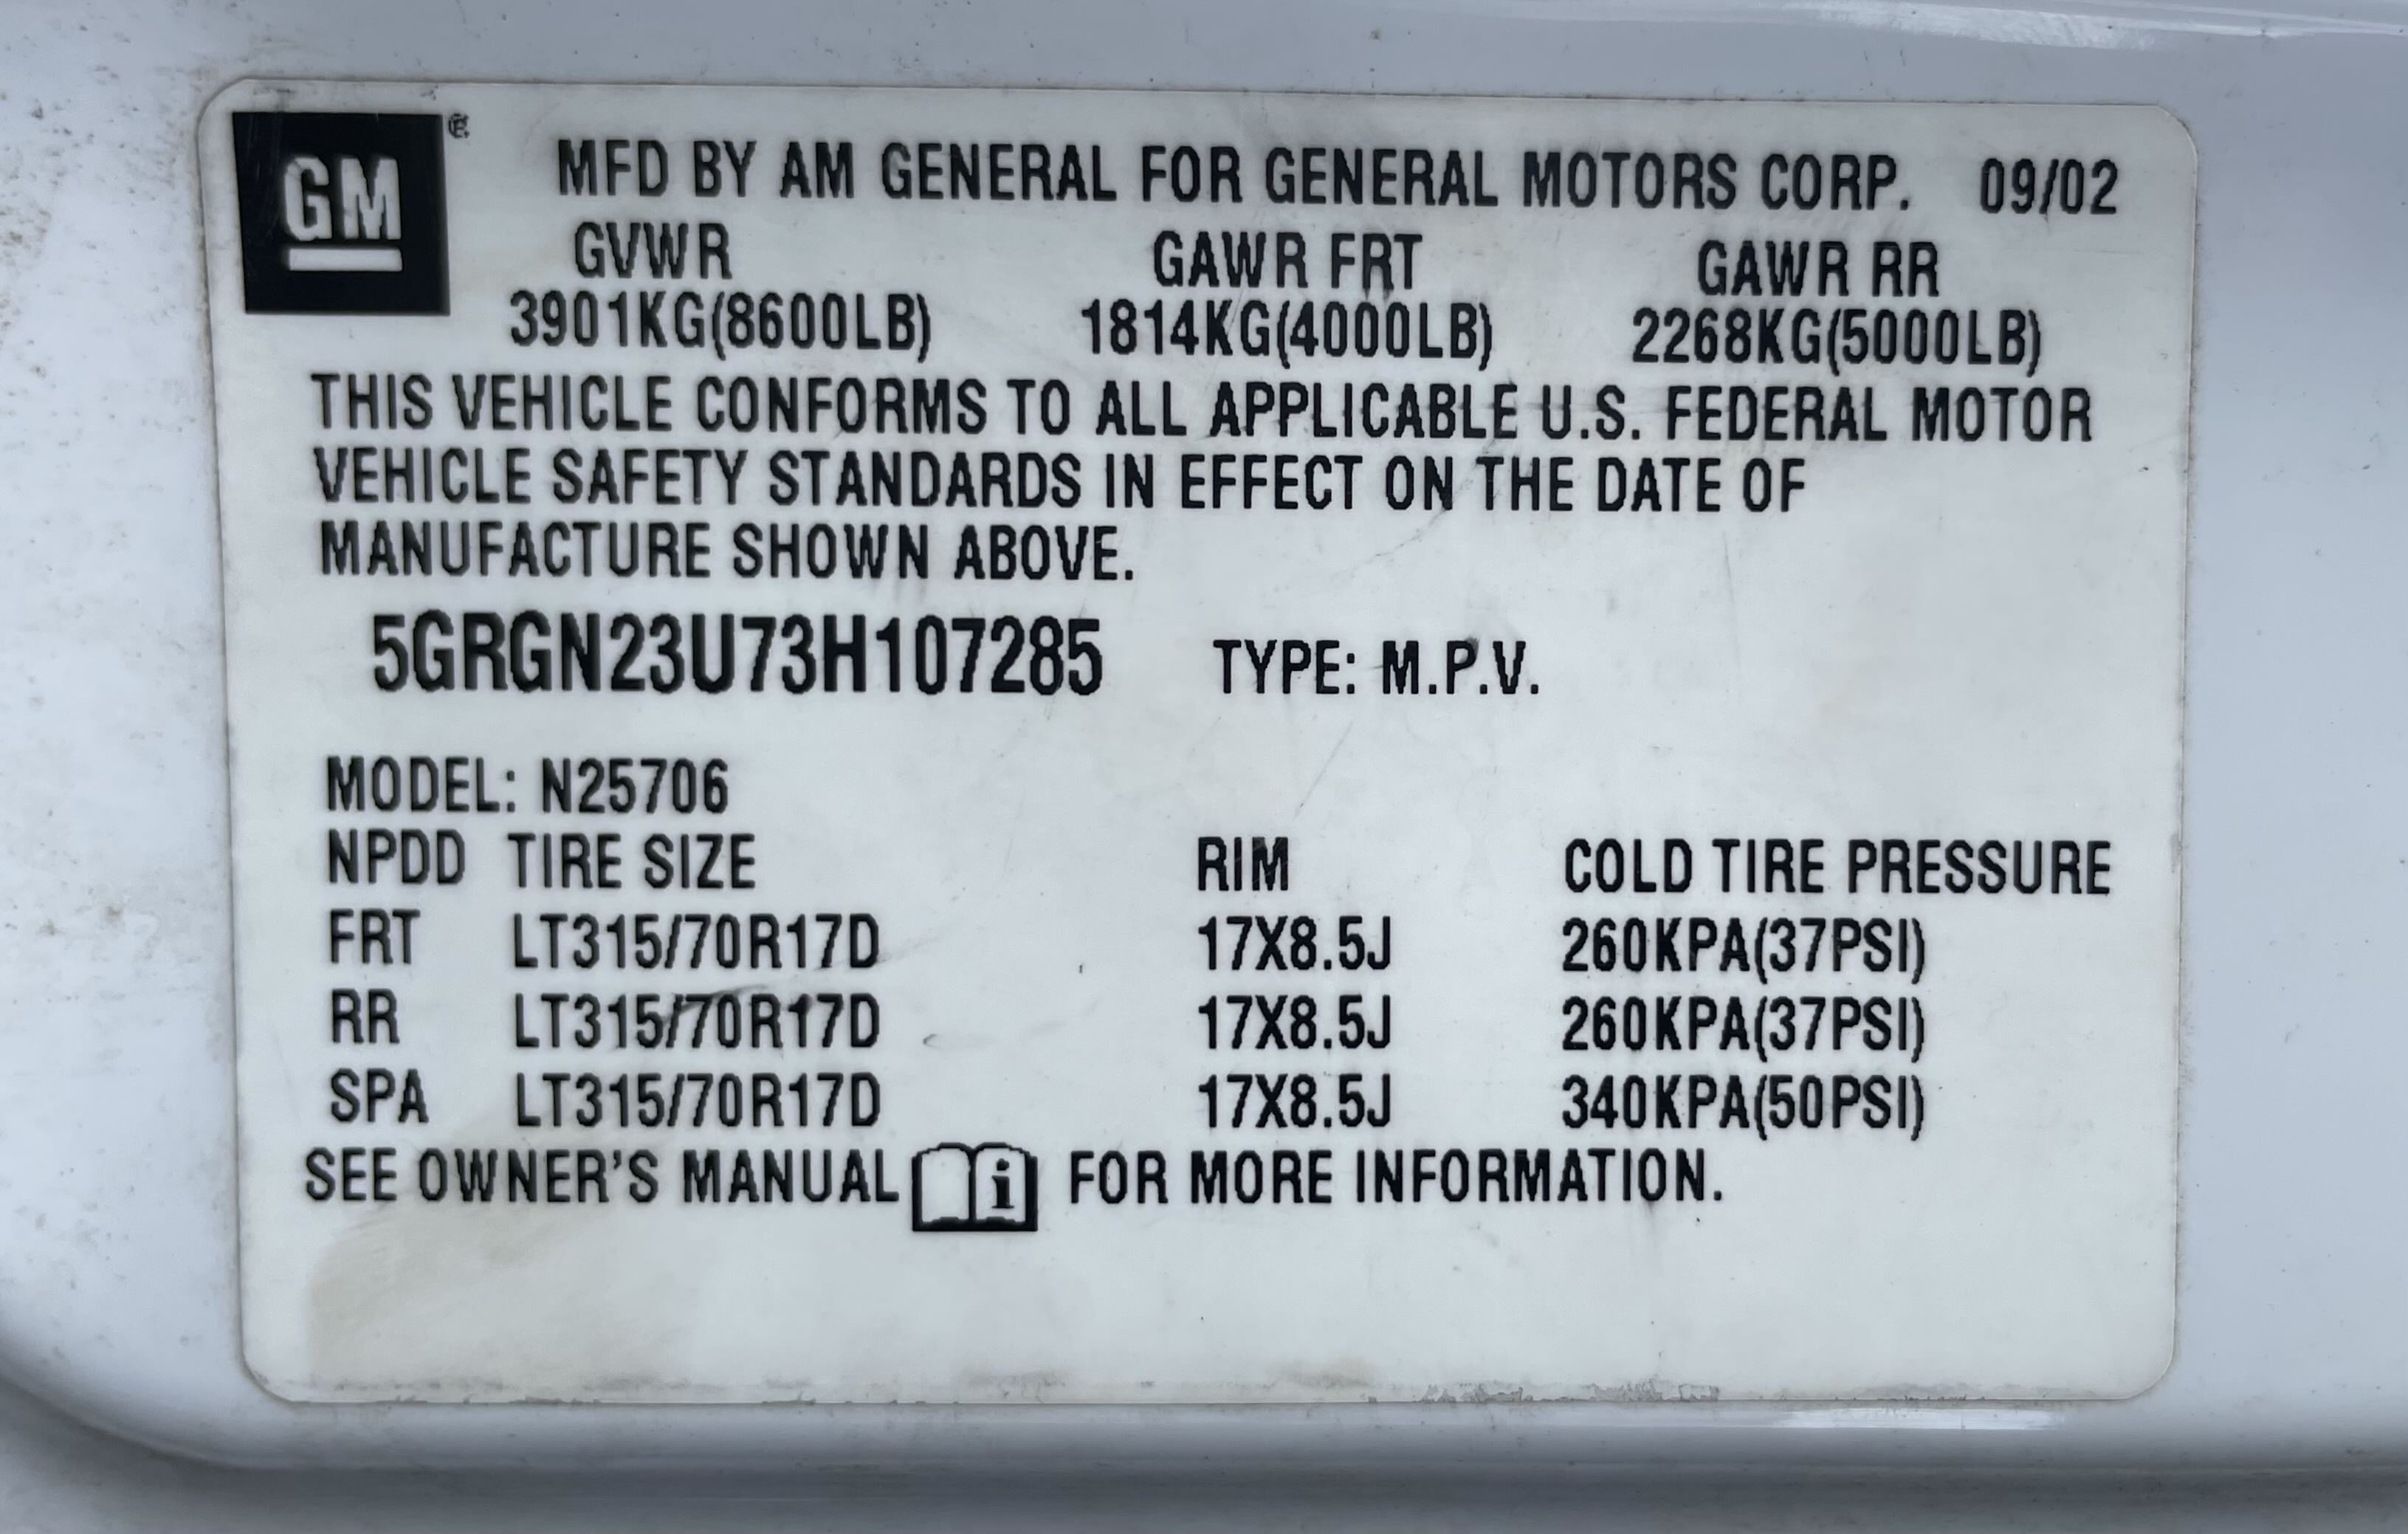 GM ®
MFD BY AM GENERAL FOR GENERAL MOTORS CORP. 09/02
GVWR GAWR FRT GAWR RR
3901KG(8600LB) 1814KG(4000LB) 2268KG(5000LB)
THIS VEHICLE CONFORMS TO ALL APPLICABLE U.S. FEDERAL MOTOR
VEHICLE SAFETY STANDARDS IN EFFECT ON THE DATE OF
MANUFACTURE SHOWN ABOVE.
5GRGN23U73H107285 TYPE: M.P.V.
MODEL: N25706
NPDD TIRE SIZE RIM COLD TIRE PRESSURE
FRT LT315/70R17D 17X8.5J 260KPA(37PSI)
RR LT315/70R17D 17X8.5J 260KPA(37PSI)
SPA LT315/70R17D 17X8.5J 340KPA(50PSI)
SEE OWNER'S MANUAL i FOR MORE INFORMATION.